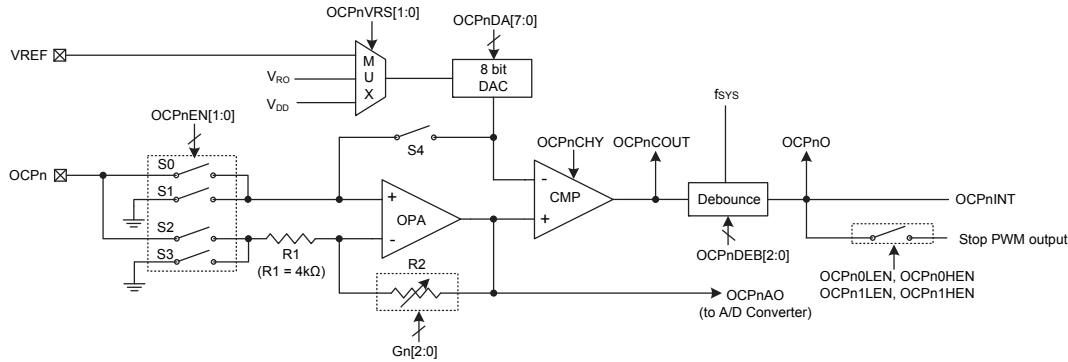 OCPnVRS[1:0]
OCPnDA[7:0]
VREF
M
U
X
8 bit
DAC
VRO
VDD
fSYS
OCPnEN[1:0]
S4
OCPnCHY
OCPnCOUT
OCPnO
OCPn
S0
S1
S2
S3
+
-
OPA
-
+
CMP
Debounce
OCPnINT
R1
(R1 = 4kΩ)
R2
OCPnDEB[2:0]
Stop PWM output
OCPn0LEN, OCPn0HEN
OCPn1LEN, OCPn1HEN
OCPnAO
(to A/D Converter)
Gn[2:0]